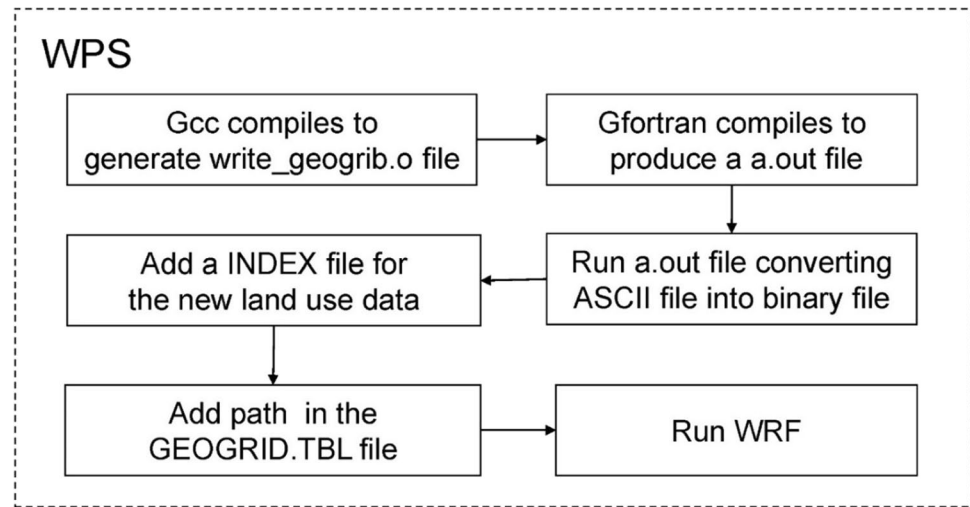 WPS
Gcc compiles to
generate write_geogrib.o file
Gfortran compiles to
produce a a.out file
Run a.out file converting
ASCII file into binary file
Add a INDEX file for
the new land use data
Add path in the
GEOGRID.TBL file
Run WRF